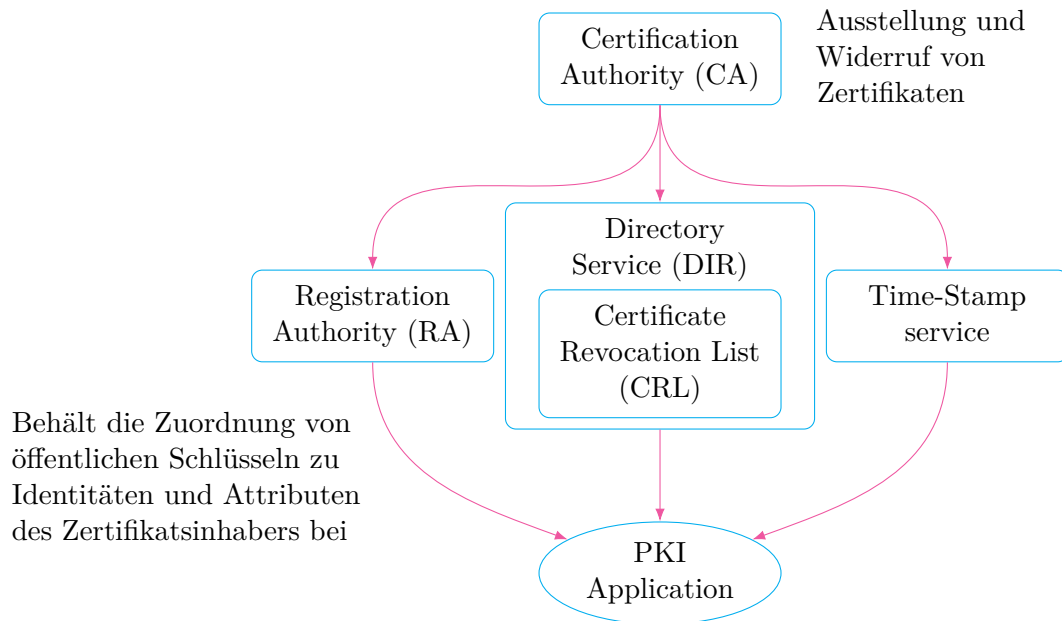 Certification
Authority (CA)
Ausstellung und
Widerruf von
Zertifikaten
Directory
Service (DIR)
Certificate
Revocation List
(CRL)
Registration
Authority (RA)
Time-Stamp
service
Behält die Zuordnung von
öffentlichen Schlüsseln zu
Identitäten und Attributen
des Zertifikatsinhabers bei
PKI
Application